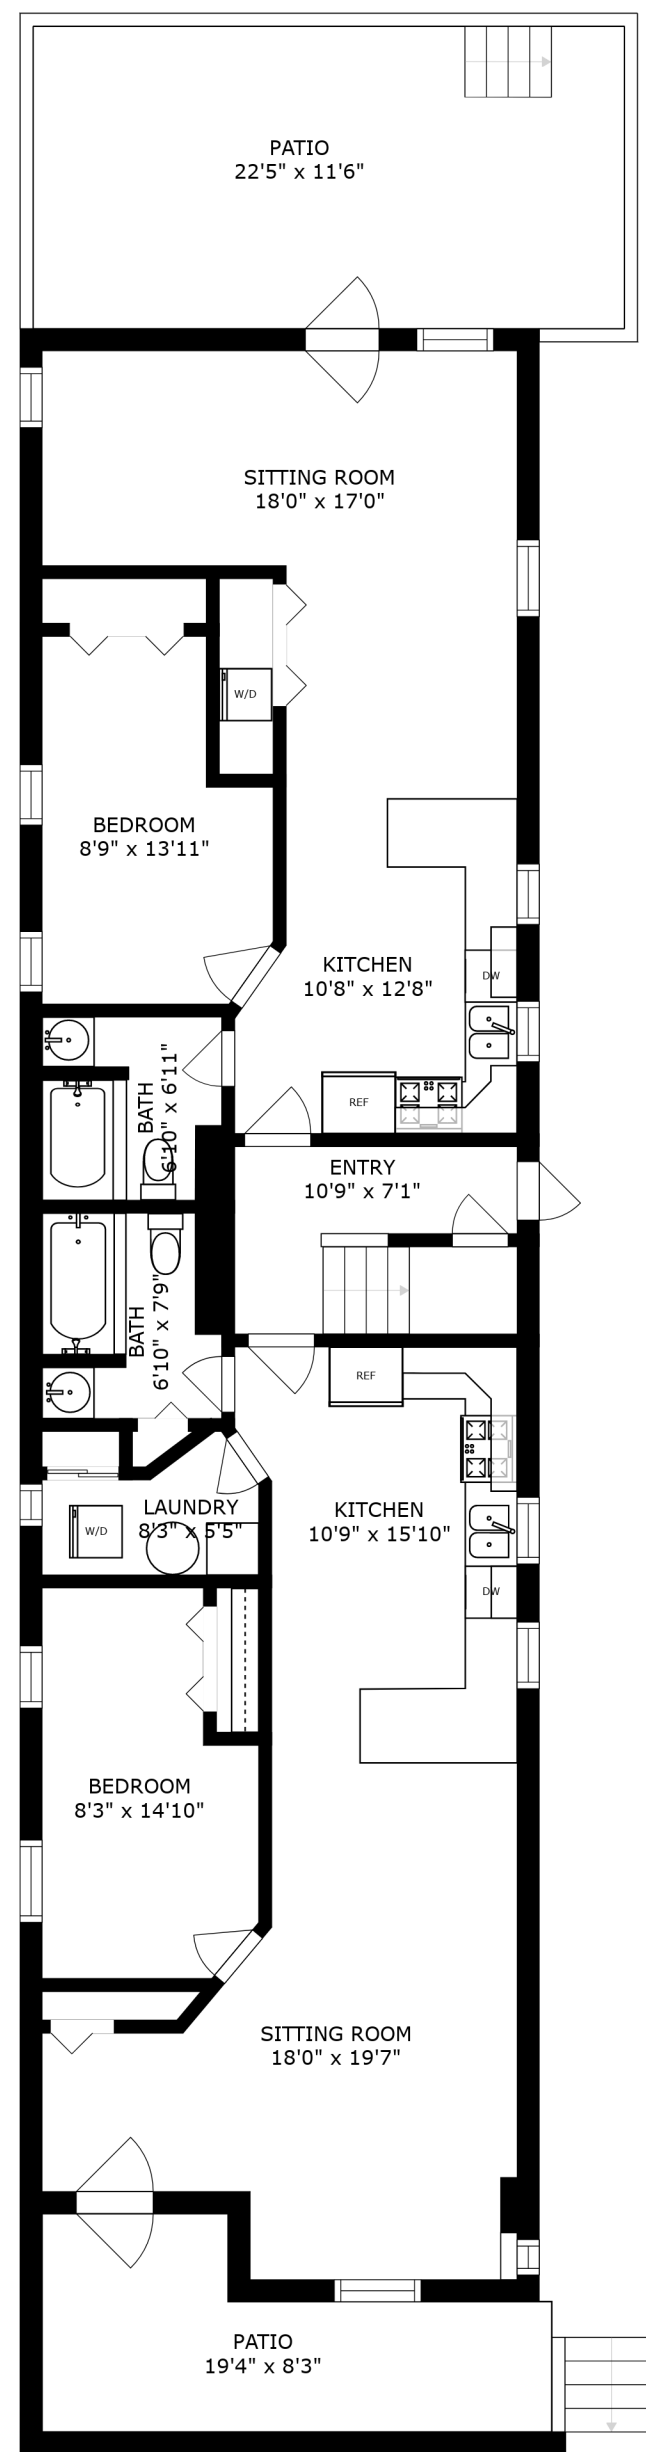 PATIO
22'5" x 11'6"
SITTING ROOM
18'0" x 17'0"
W/D
BEDROOM
8'9" x 13'11"
KITCHEN
10'8" x 12'8"
DW
BATH
6'10" x 6'11"
REF
ENTRY
10'9" x 7'1"
BATH
6'10" x 7'9"
REF
LAUNDRY
8'3" x 5'5"
W/D
KITCHEN
10'9" x 15'10"
DW
BEDROOM
8'3" x 14'10"
SITTING ROOM
18'0" x 19'7"
PATIO
19'4" x 8'3"